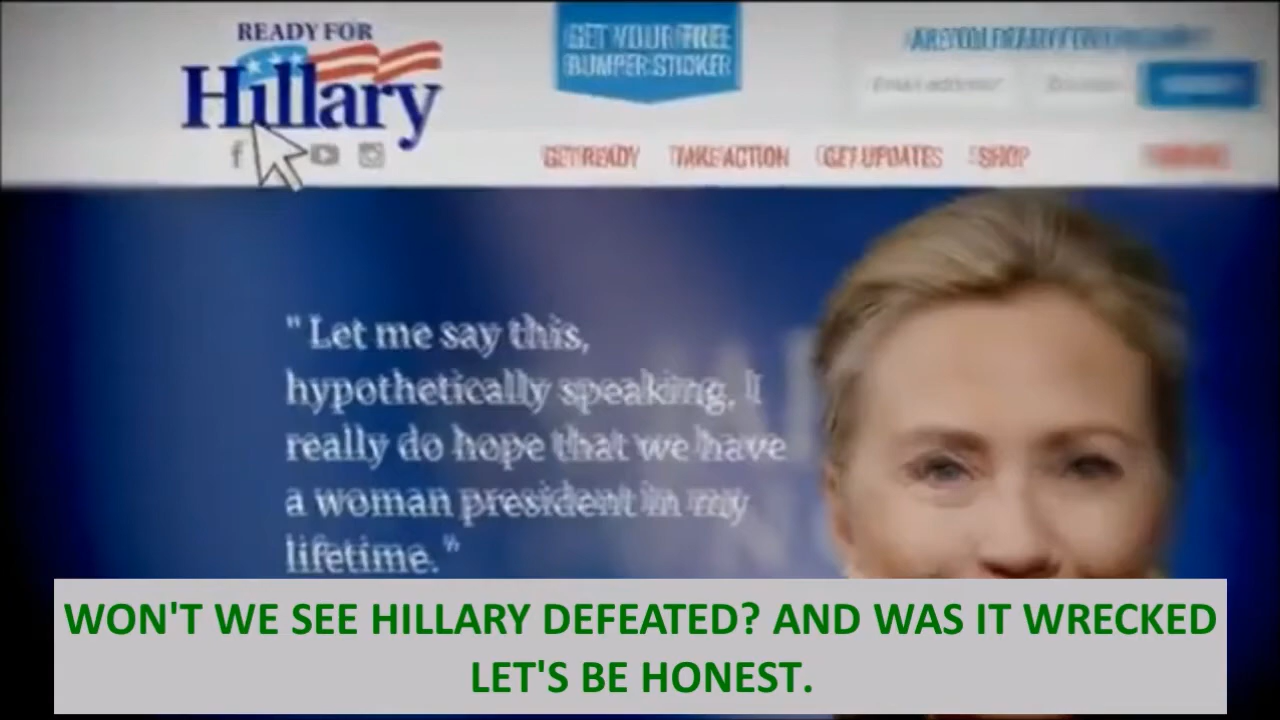 READY FOR
Hillary
GET YOUR FREE
BUMPER STICKER
Email address
GET READY TAKE ACTION GET UPDATES SHOP
" Let me say this,
hypothetically speaking, I
really do hope that we have
a woman president in my
lifetime. "
WON'T WE SEE HILLARY DEFEATED? AND WAS IT WRECKED
LET'S BE HONEST.